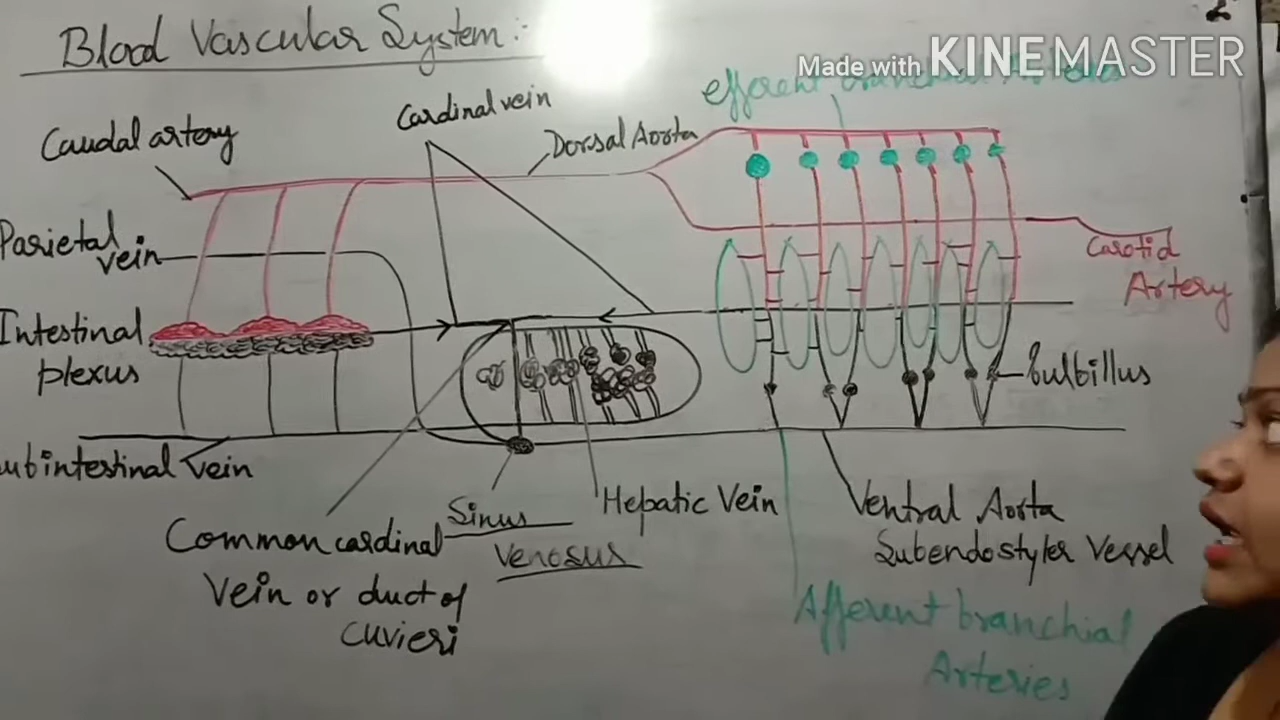 Blood Vascular System:-
Made with KINEMASTER
efferent branchial
Cardinal vein
Caudal artery
Dorsal Aorta
Parietal
vein
Carotid
Artery
Intestinal
plexus
bulbillus
ubintestinal vein
Hepatic Vein
Sinus
Venosus
Ventral Aorta
Subendostyler Vessel
Common cardinal
Vein or duct of
Cuvieri
Afferent branchial
Arteries